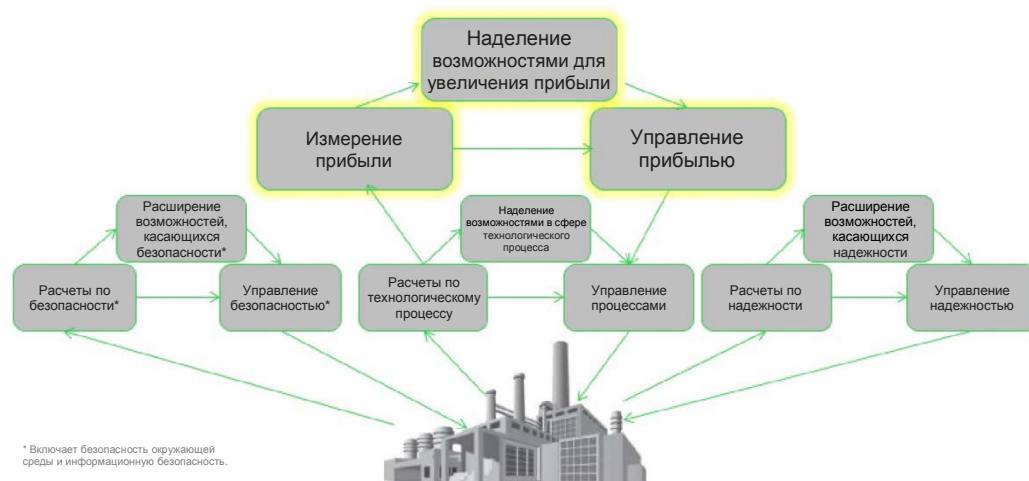 Наделение
возможностями для
увеличения прибыли
Измерение
прибыли
Управление
прибылью
Расширение
возможностей,
касающихся
безопасности*
Наделение
возможностями в сфере
технологического
процесса
Расширение
возможностей,
касающихся
надежности
Расчеты по
безопасности*
Управление
безопасностью*
Расчеты по
технологическому
процессу
Управление
процессами
Расчеты по
надежности
Управление
надежностью
* Включает безопасность окружающей
среды и информационную безопасность.